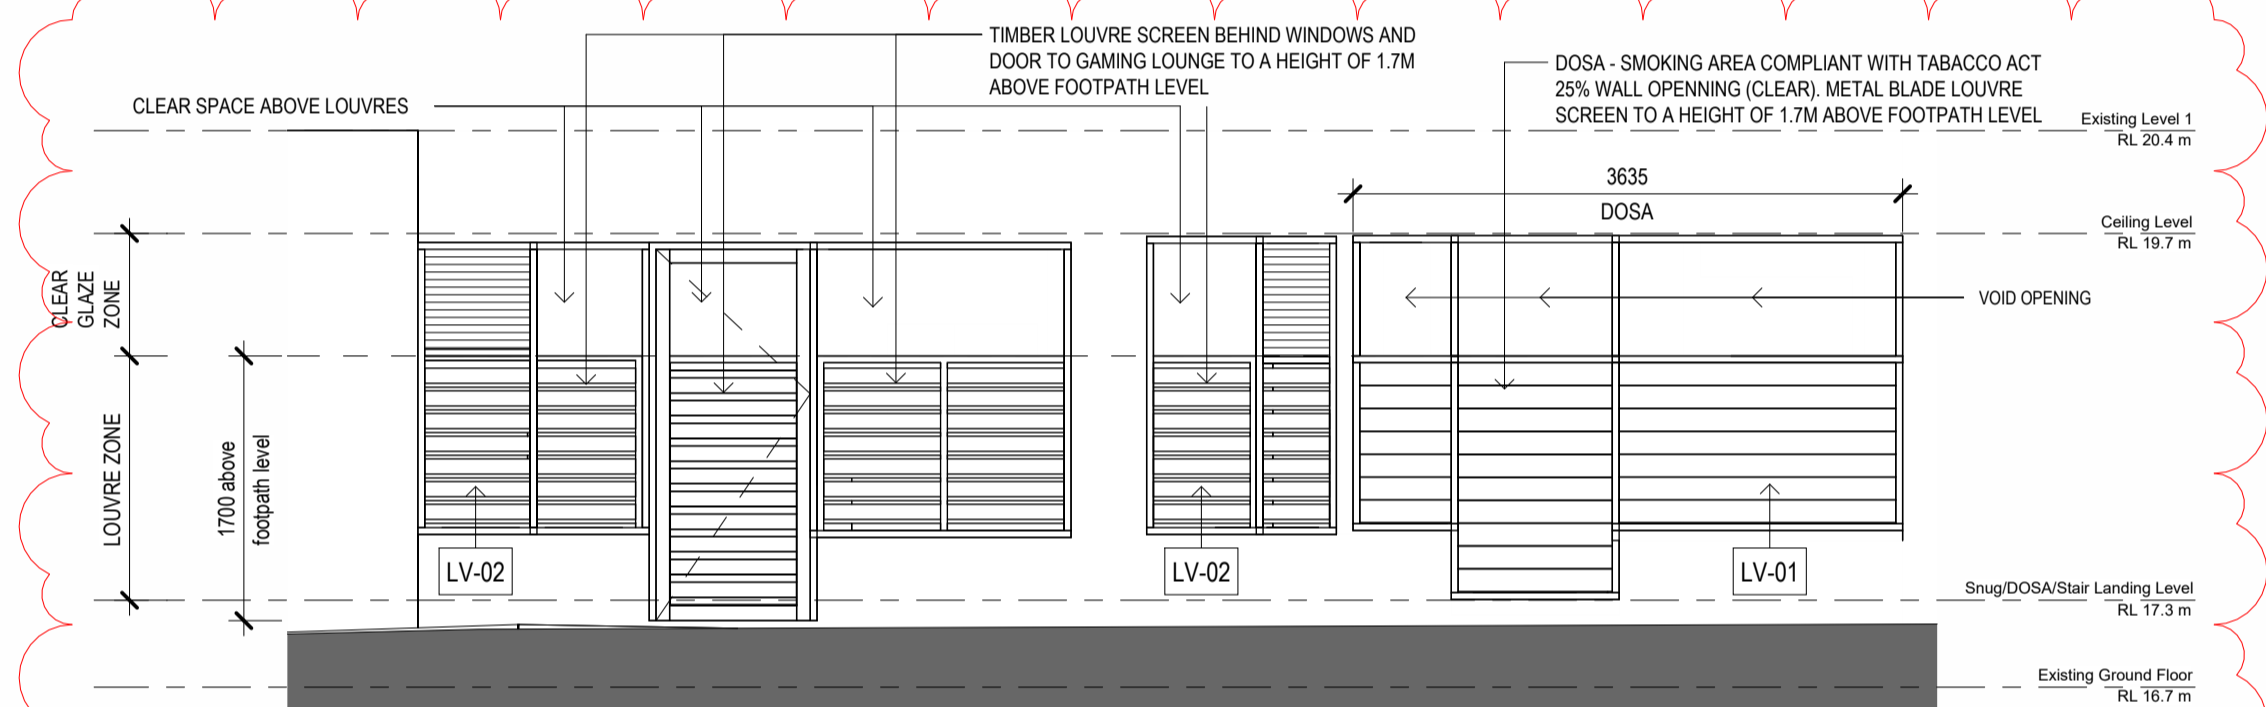 TIMBER LOUVRE SCREEN BEHIND WINDOWS AND
DOOR TO GAMING LOUNGE TO A HEIGHT OF 1.7M
ABOVE FOOTPATH LEVEL
DOSA - SMOKING AREA COMPLIANT WITH TABACCO ACT
25% WALL OPENNING (CLEAR). METAL BLADE LOUVRE
SCREEN TO A HEIGHT OF 1.7M ABOVE FOOTPATH LEVEL
CLEAR SPACE ABOVE LOUVRES
Existing Level 1
RL 20.4 m
3635
DOSA
Ceiling Level
RL 19.7 m
CLEAR
GLAZE
ZONE
VOID OPENING
LOUVRE ZONE
1700 above
footpath level
LV-02
LV-02
LV-01
Snug/DOSA/Stair Landing Level
RL 17.3 m
Existing Ground Floor
RL 16.7 m